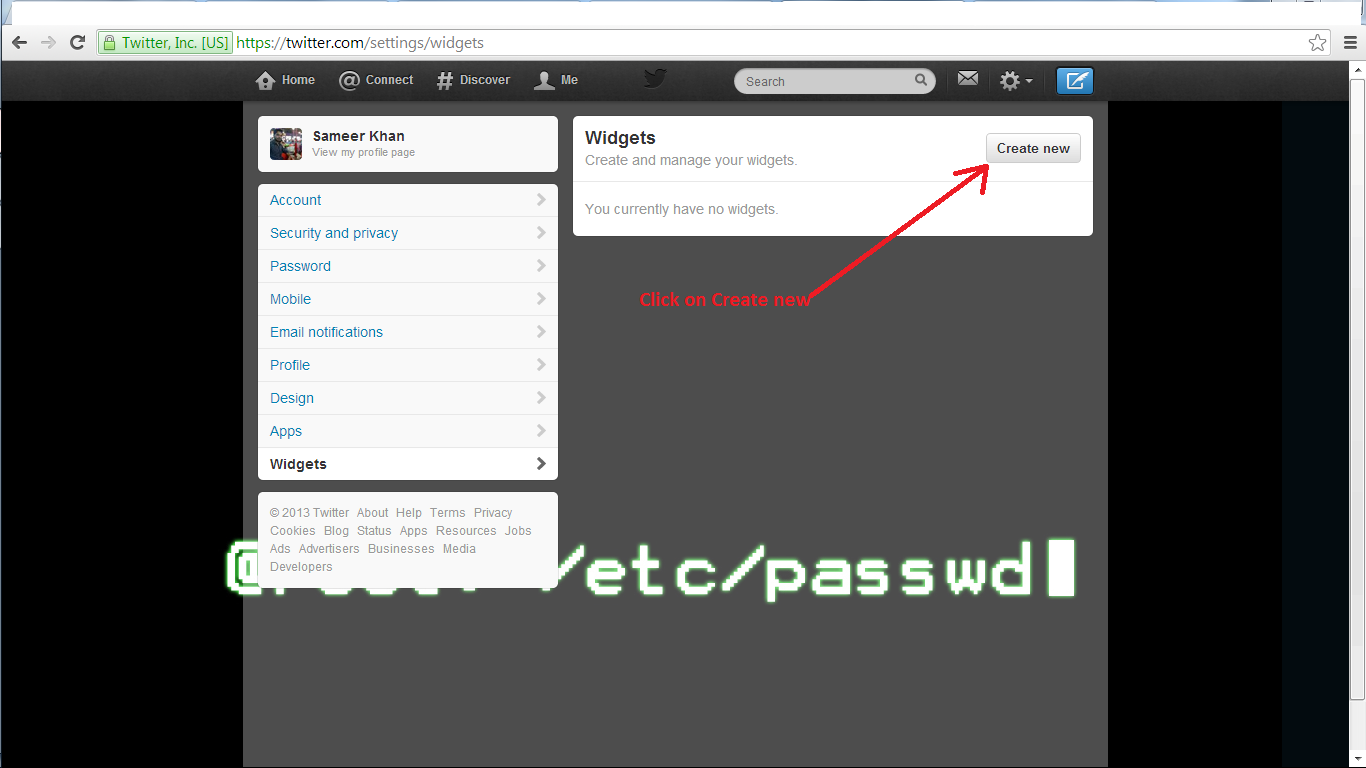 Twitter, Inc. [US] https://twitter.com/settings/widgets
Home Connect Discover Me Search
Sameer Khan
View my profile page
Account
Security and privacy
Password
Mobile
Email notifications
Profile
Design
Apps
Widgets
© 2013 Twitter About Help Terms Privacy
Cookies Blog Status Apps Resources Jobs
Ads Advertisers Businesses Media
Developers
Widgets
Create and manage your widgets.
Create new
You currently have no widgets.
Click on Create new
/etc/passwd